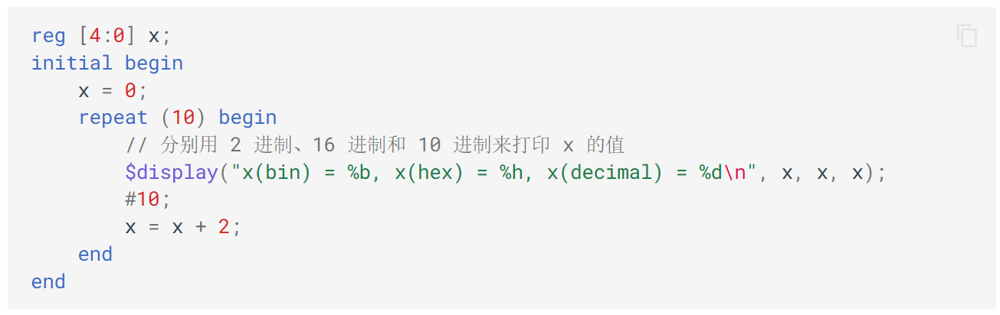 reg [4:0] x;
initial begin
    x = 0;
    repeat (10) begin
        // 分别用 2 进制、16 进制和 10 进制来打印 x 的值
        $display("x(bin) = %b, x(hex) = %h, x(decimal) = %d\n", x, x, x);
        #10;
        x = x + 2;
    end
end